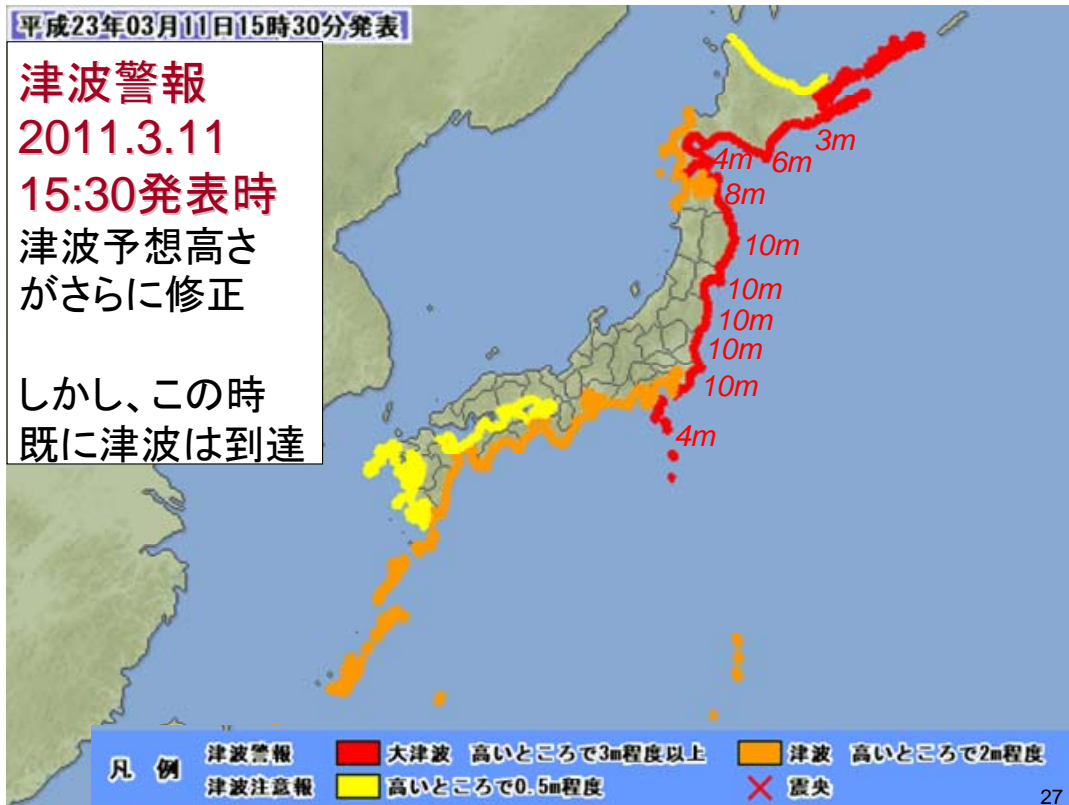 平成23年03月11日15時30分発表
津波警報
2011.3.11
15:30発表時
津波予想高さ
がさらに修正
しかし、この時
既に津波は到達
3m
4m
6m
8m
10m
10m
10m
10m
10m
4m
凡 例
津波警報 大津波 高いところで3m程度以上 津波 高いところで2m程度
津波注意報 高いところで0.5m程度 震央
27